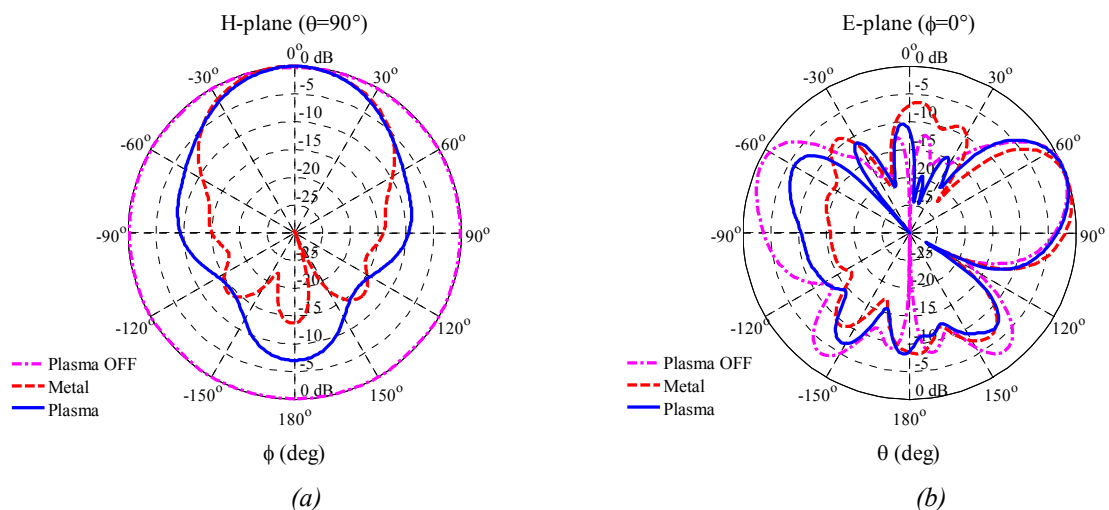 H-plane (θ=90°)
0° 0 dB
-30° 30°
-5
-60° -10 60°
-15
-20
-25
-90° 90°
-25
-20
-15
-120° -10 120°
-5
-150° 0 dB 150°
180°
Plasma OFF
Metal
Plasma
ϕ (deg)
(a)
E-plane (ϕ=0°)
0° 0 dB
-30° 30°
-5
-60° -10 60°
-15
-20
-25
-90° 90°
-25
-20
-15
-120° -10 120°
-5
-150° 0 dB 150°
180°
Plasma OFF
Metal
Plasma
θ (deg)
(b)